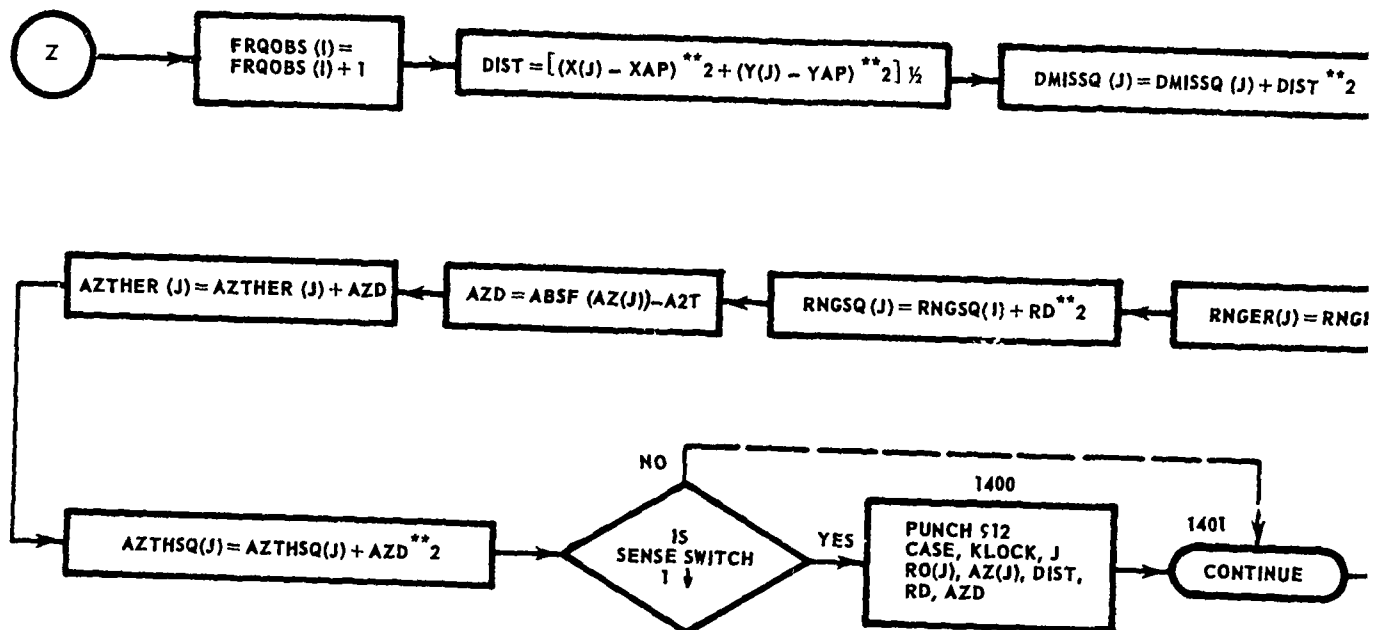 Z
FRQOBS (I) =
FRQOBS (I) + 1
DIST = [(X(J) – XAP) **2 + (Y(J) – YAP) **2] ½
DMISSQ (J) = DMISSQ (J) + DIST **2
AZTHER (J) = AZTHER (J) + AZD
AZD = ABSF (AZ(J))–A2T
RNGSQ (J) = RNGSQ(J) + RD**2
RNGER(J) =
NO
1400
1401
AZTHSQ(J) = AZTHSQ(J) + AZD**2
IS
SENSE SWITCH
1 ↓
YES
PUNCH 912
CASE, KLOCK, J
RO(J), AZ(J), DIST,
RD, AZD
CONTINUE